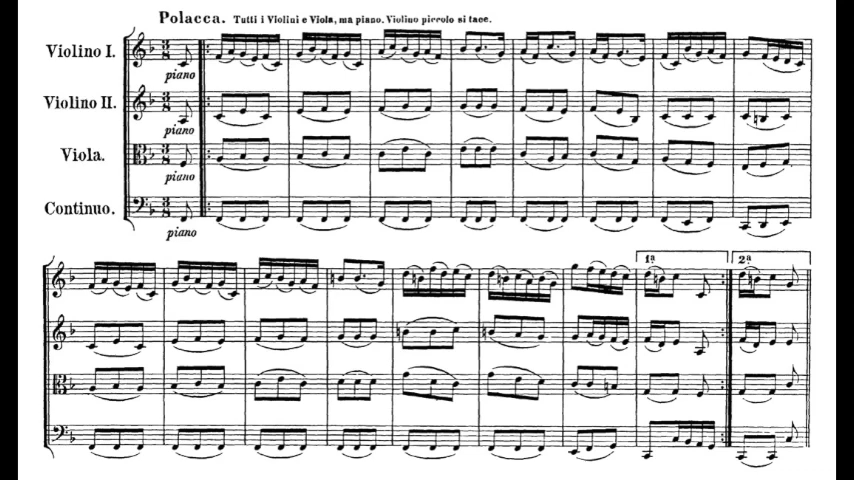 Polacca. Tutti i Violini e Viola, ma piano. Violino piccolo si tace.
Violino I.
piano
Violino II.
piano
Viola.
piano
Continuo.
piano
1a 2a